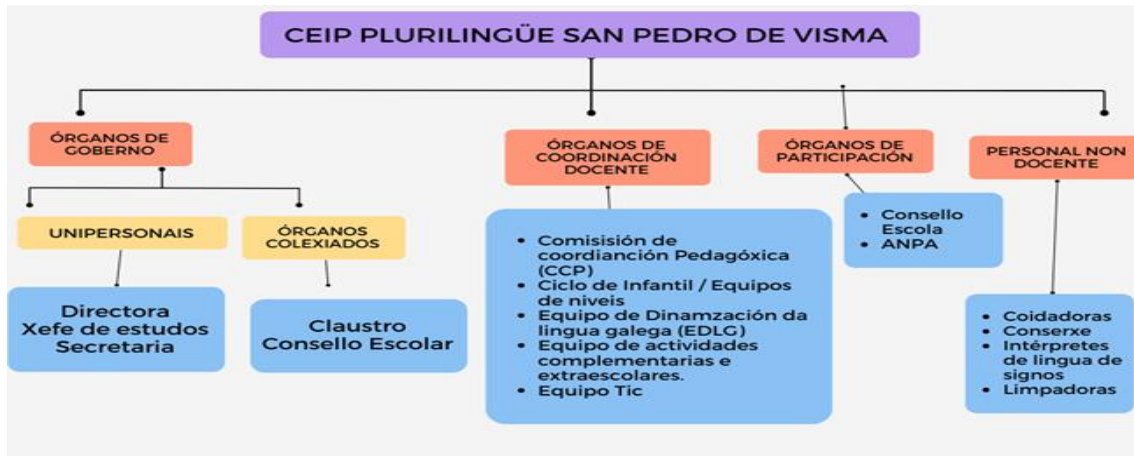 CEIP PLURILINGÜE SAN PEDRO DE VISMA
ÓRGANOS DE
GOBERNO
UNIPERSONAIS
Directora
Xefe de estudos
Secretaria
ÓRGANOS
COLEXIADOS
Claustro
Consello Escolar
ÓRGANOS DE
COORDINACIÓN
DOCENTE
• Comisisión de
coordianción Pedagóxica
(CCP)
• Ciclo de Infantil / Equipos
de niveis
• Equipo de Dinamzación da
lingua galega (EDLG)
• Equipo de actividades
complementarias e
extraescolares.
• Equipo Tic
ÓRGANOS DE
PARTICIPACIÓN
• Consello
Escola
• ANPA
PERSONAL NON
DOCENTE
• Coidadoras
• Conserxe
• Intérpretes
de lingua de
signos
• Limpadoras